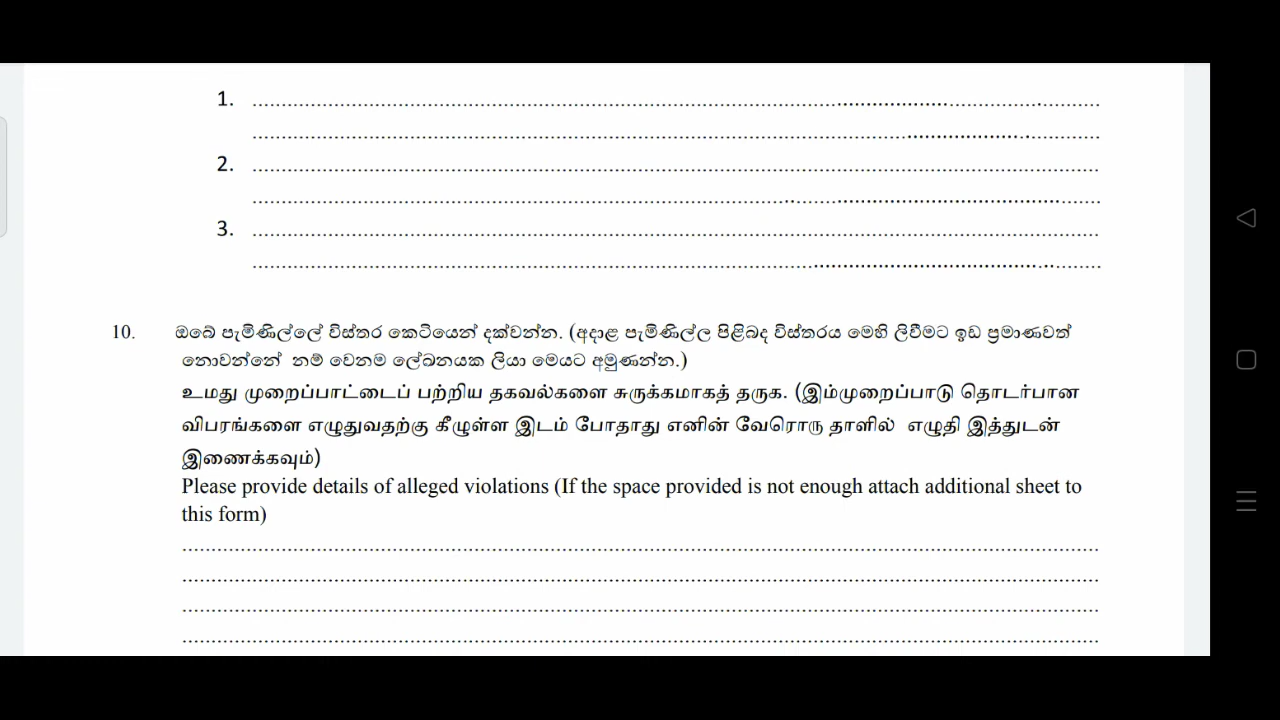 1. ........................................................................................................
........................................................................................................
2. ........................................................................................................
........................................................................................................
3. ........................................................................................................
........................................................................................................
10. ඔබේ පැමිණිල්ලේ විස්තර කෙටියෙන් දක්වන්න. (අදාළ පැමිණිල්ල පිළිබද විස්තරය මෙහි ලිවීමට ඉඩ ප්‍රමාණවත්
නොවන්නේ නම් වෙනම ලේඛනයක ලියා මෙයට අමුණන්න.)
உமது முறைப்பாட்டைப் பற்றிய தகவல்களை சுருக்கமாகத் தருக. (இம்முறைப்பாடு தொடர்பான
விபரங்களை எழுதுவதற்கு கீழுள்ள இடம் போதாது எனின் வேரொரு தாளில் எழுதி இத்துடன்
இணைக்கவும்)
Please provide details of alleged violations (If the space provided is not enough attach additional sheet to
this form)
........................................................................................................
........................................................................................................
........................................................................................................
........................................................................................................